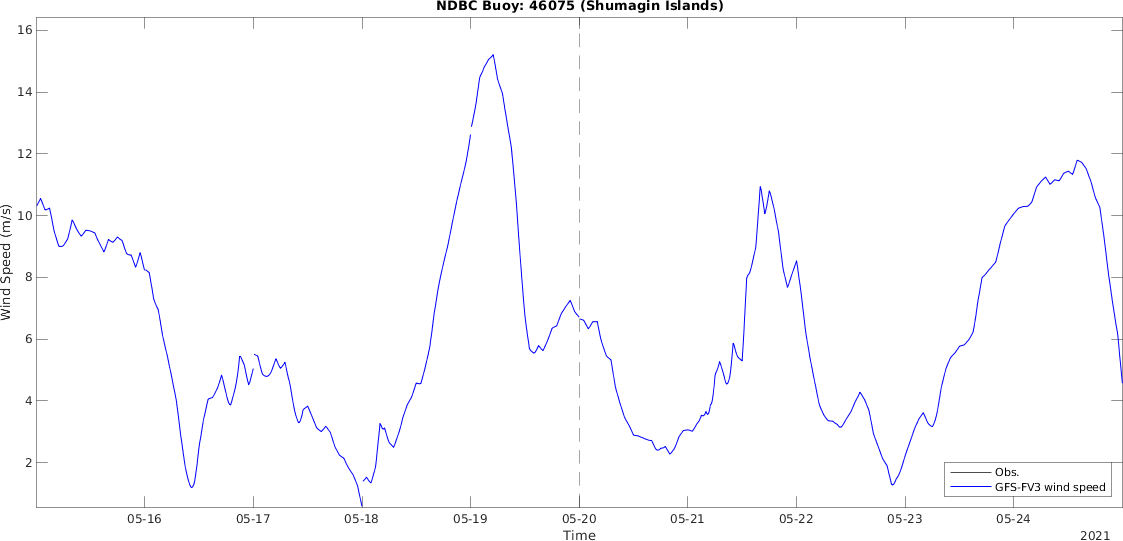 NDBC Buoy: 46075 (Shumagin Islands)
16
14
12
10
8
6
4
2
Wind Speed (m/s)
Obs.
GFS-FV3 wind speed
05-16 05-17 05-18 05-19 05-20 05-21 05-22 05-23 05-24
Time
2021